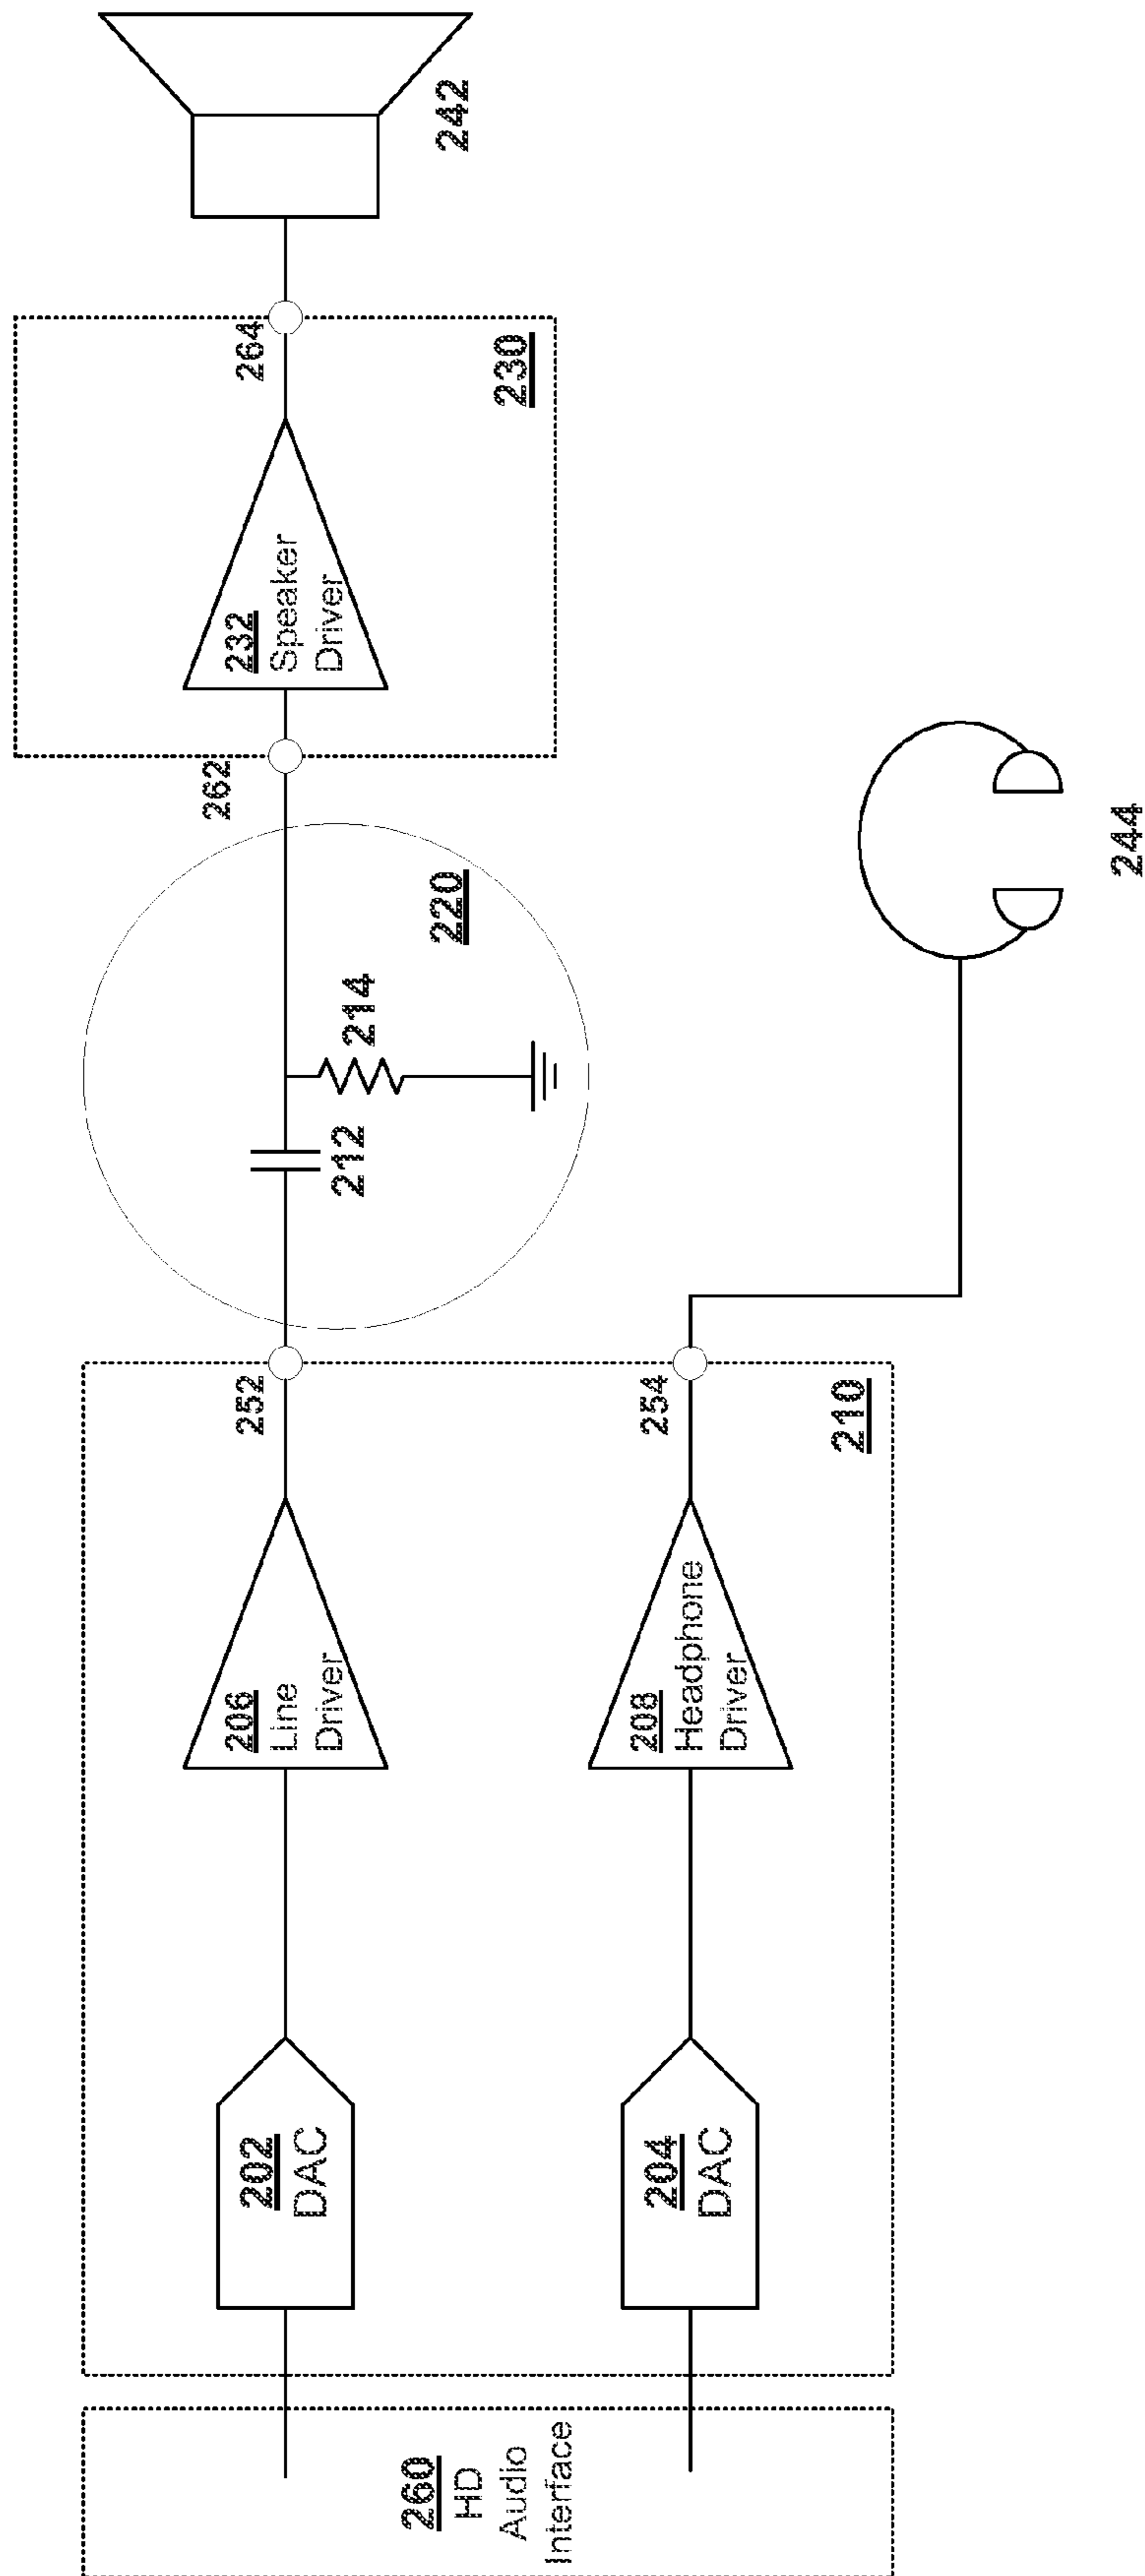 260
HD
Audio
Interface
202
DAC
206
Line
Driver
252
204
DAC
208
Headphone
Driver
254
210
212
214
220
262
232
Speaker
Driver
264
230
242
244